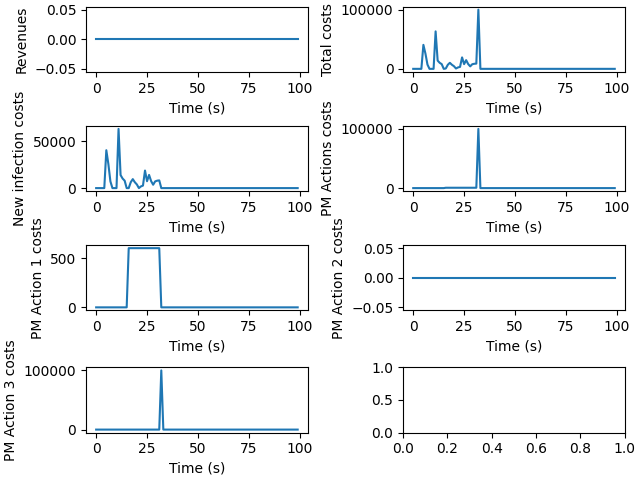 Revenues
0.05
0.00
−0.05
0 25 50 75 100
Time (s)
Total costs
100000
0
0 25 50 75 100
Time (s)
New infection costs
50000
0
0 25 50 75 100
Time (s)
PM Actions costs
100000
0
0 25 50 75 100
Time (s)
PM Action 1 costs
500
0
0 25 50 75 100
Time (s)
PM Action 2 costs
0.05
0.00
−0.05
0 25 50 75 100
Time (s)
PM Action 3 costs
100000
0
0 25 50 75 100
Time (s)
1.0
0.5
0.0
0.0 0.2 0.4 0.6 0.8 1.0